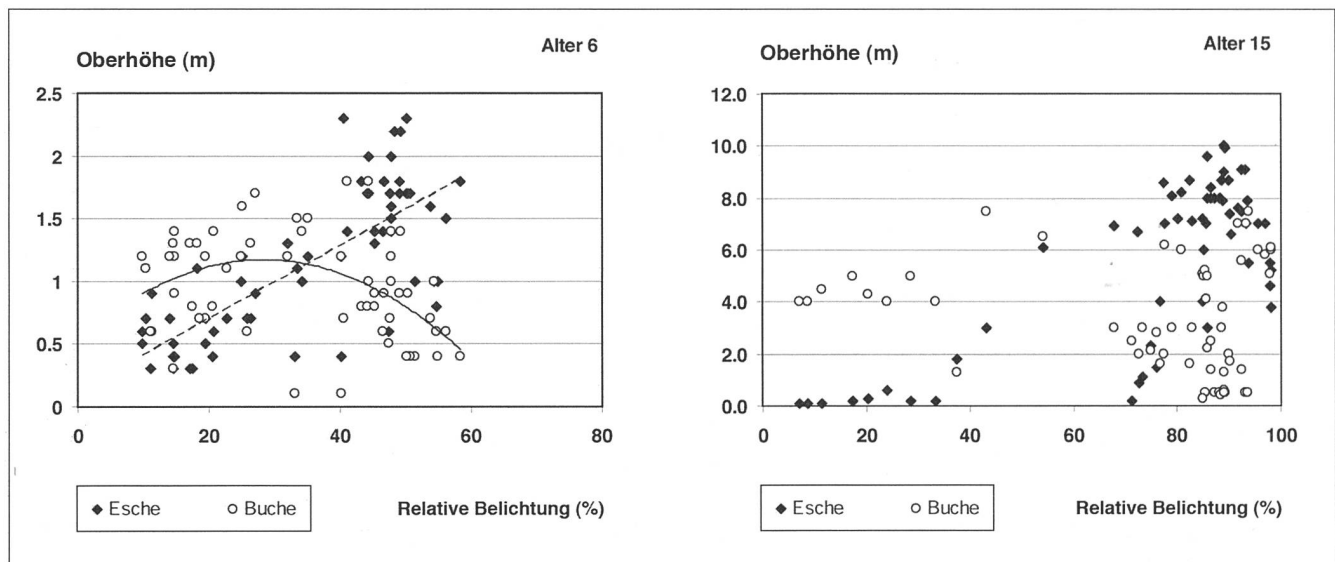 Alter 6
Oberhöhe (m)
2.5
2
1.5
1
0.5
0
0 20 40 60 80
◆ Esche ○ Buche
Relative Belichtung (%)
Alter 15
Oberhöhe (m)
12.0
10.0
8.0
6.0
4.0
2.0
0.0
0 20 40 60 80 100
◆ Esche ○ Buche
Relative Belichtung (%)